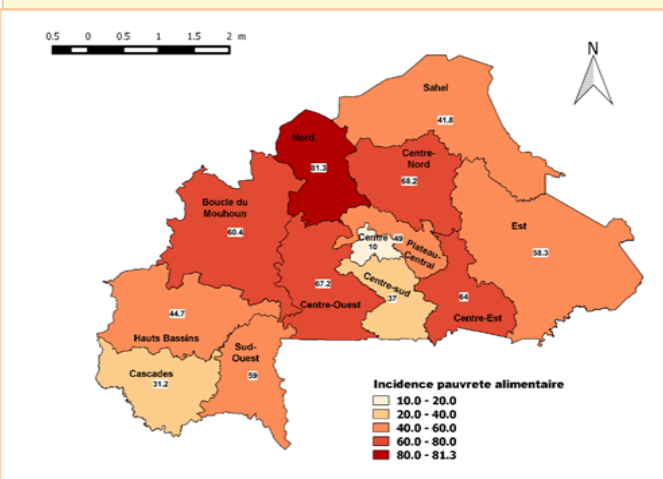 0.5 0 0.5 1 1.5 2 m
N
Sahel
41.8
Nord
81.3
Centre-
Nord
68.2
Boucle du
Mouhoun
60.4
Est
58.3
Centre
10
49
Plateau-
Central
Centre-sud
37
67.2
Centre-Ouest
64
Centre-Est
44.7
Hauts Bassins
Sud-
Ouest
59
Cascades
31.2
Incidence pauvrete alimentaire
10.0 - 20.0
20.0 - 40.0
40.0 - 60.0
60.0 - 80.0
80.0 - 81.3